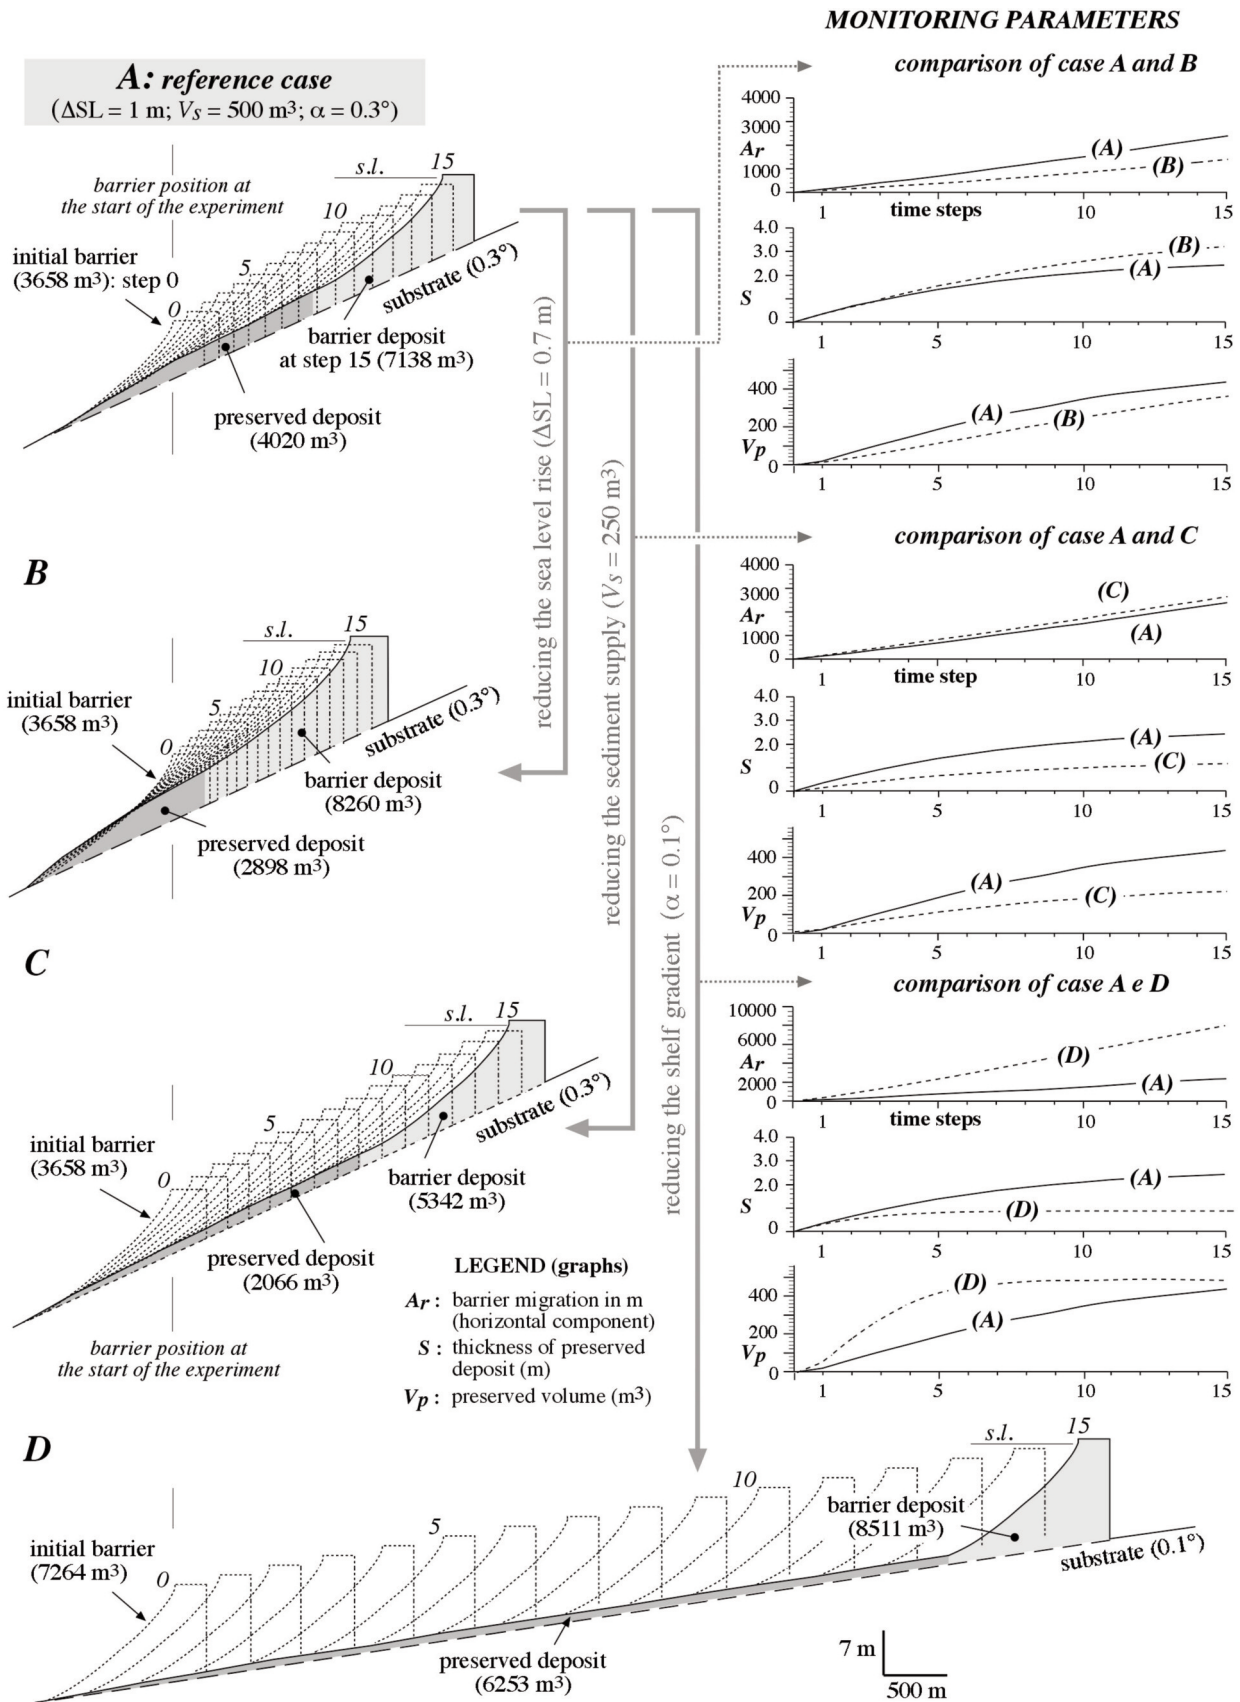 MONITORING PARAMETERS
A: reference case
(ΔSL = 1 m; Vs = 500 m³; α = 0.3°)
barrier position at
the start of the experiment
initial barrier
(3658 m³): step 0
0
5
10
15
s.l.
substrate (0.3°)
barrier deposit
at step 15 (7138 m³)
preserved deposit
(4020 m³)
B
initial barrier
(3658 m³)
0
5
10
15
s.l.
substrate (0.3°)
barrier deposit
(8260 m³)
preserved deposit
(2898 m³)
C
initial barrier
(3658 m³)
0
5
10
15
s.l.
substrate (0.3°)
barrier deposit
(5342 m³)
preserved deposit
(2066 m³)
barrier position at
the start of the experiment
LEGEND (graphs)
Ar : barrier migration in m
(horizontal component)
S : thickness of preserved
deposit (m)
Vp : preserved volume (m³)
D
initial barrier
(7264 m³)
0
5
10
15
s.l.
barrier deposit
(8511 m³)
substrate (0.1°)
preserved deposit
(6253 m³)
7 m
500 m
reducing the sea level rise (ΔSL = 0.7 m)
reducing the sediment supply (Vs = 250 m³)
reducing the shelf gradient (α = 0.1°)
comparison of case A and B
4000
3000
Ar
1000
0
(A)
(B)
1 time steps 10 15
4.0
3.0
2.0
S
0
(B)
(A)
1 5 10 15
400
200
Vp
0
(A)
(B)
1 5 10 15
comparison of case A and C
4000
3000
Ar
1000
0
(C)
(A)
1 time step 10 15
4.0
3.0
2.0
S
0
(A)
(C)
1 5 10 15
400
200
Vp
0
(A)
(C)
1 5 10 15
comparison of case A e D
10000
6000
Ar
2000
0
(D)
(A)
1 time steps 10 15
4.0
3.0
2.0
S
0
(A)
(D)
1 5 10 15
400
200
Vp
0
(D)
(A)
1 5 10 15